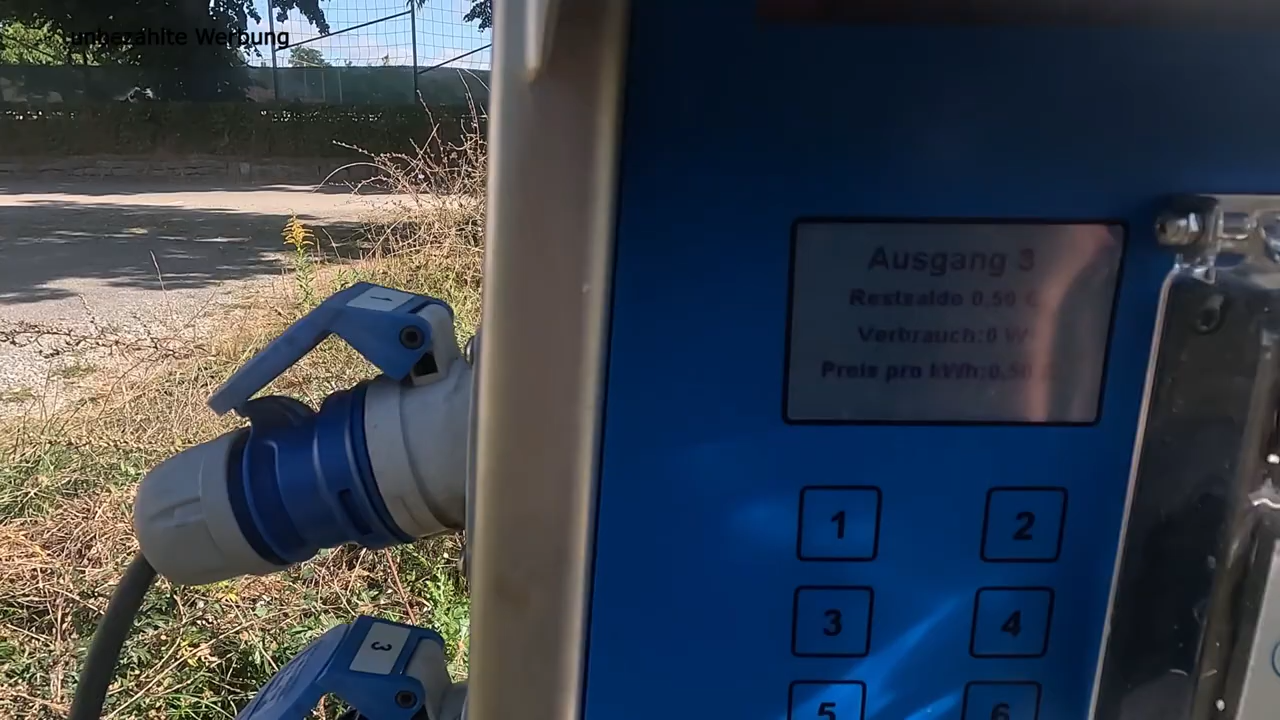 unbezahlte Werbung
Ausgang 3
Restsaldo 0,50 €
Verbrauch:0 W
Preis pro kWh:0,50
1
1
2
3
4
3
5
6